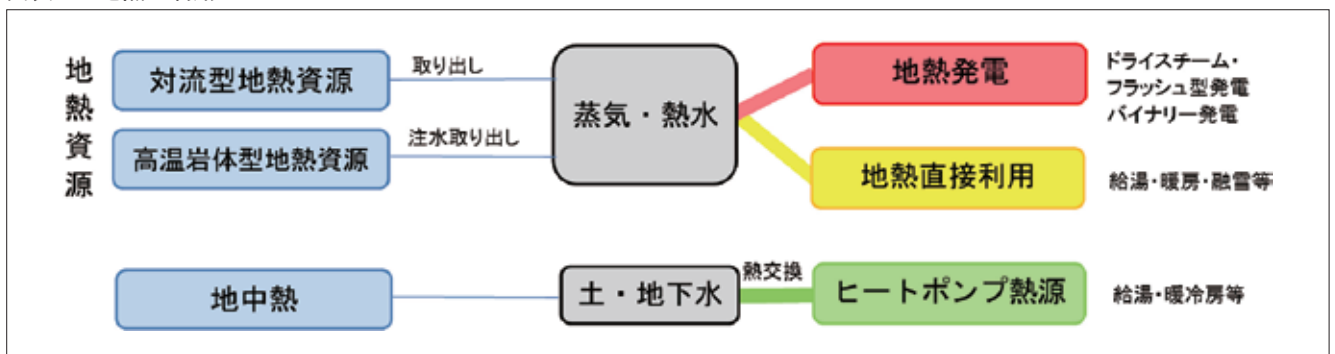 地熱資源
対流型地熱資源
取り出し
高温岩体型地熱資源
注水取り出し
蒸気・熱水
地熱発電
ドライスチーム・
フラッシュ型発電
バイナリー発電
地熱直接利用
給湯・暖房・融雪等
地中熱
土・地下水
熱交換
ヒートポンプ熱源
給湯・暖冷房等